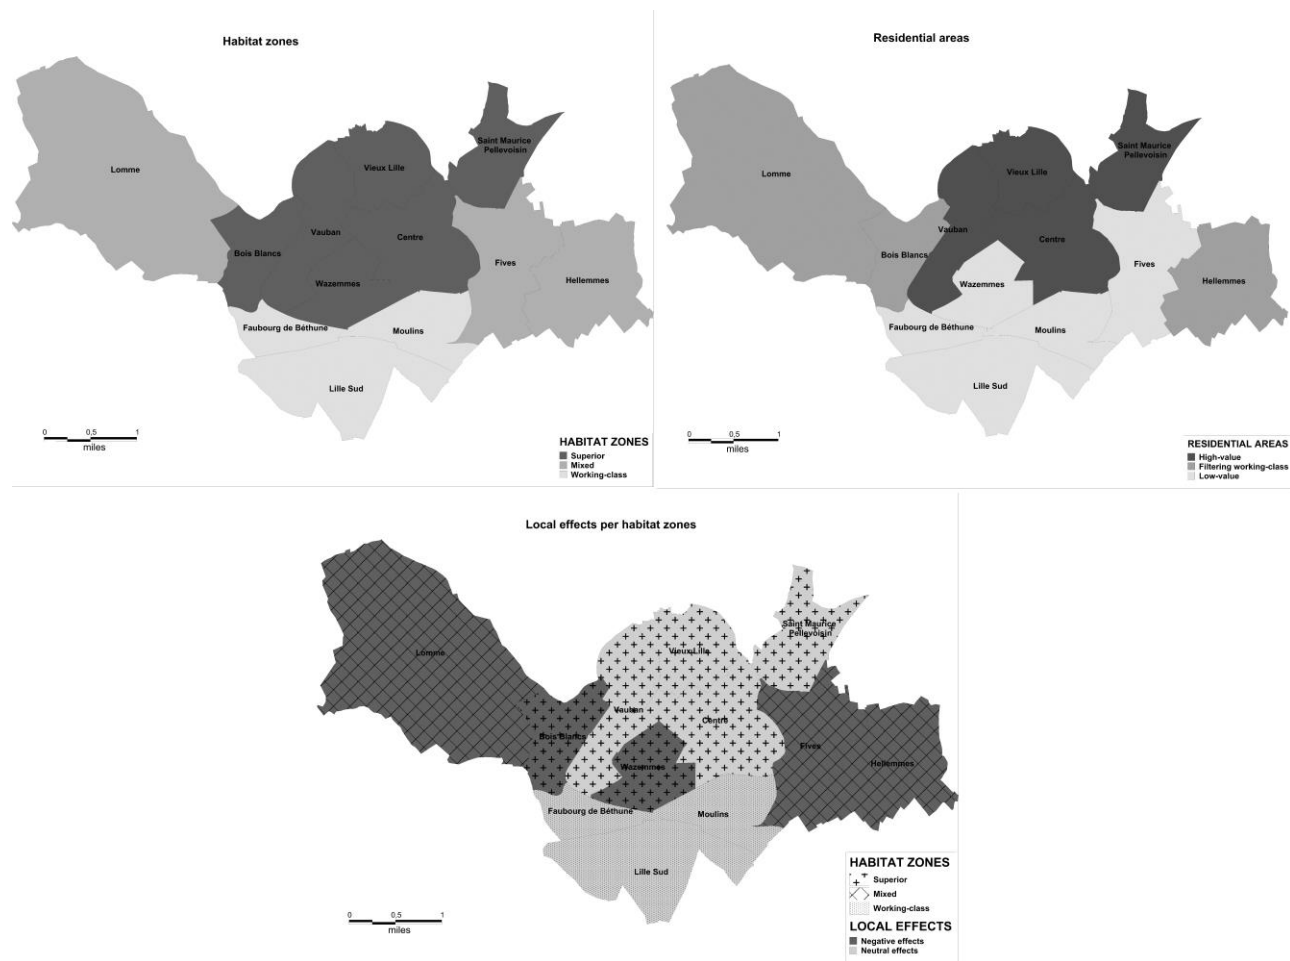 Habitat zones
Saint Maurice
Pellevoisin
Vieux Lille
Lomme
Vauban
Centre
Bois Blancs
Fives
Hellemmes
Wazemmes
Faubourg de Béthune
Moulins
Lille Sud
0 0,5 1
miles
HABITAT ZONES
Superior
Mixed
Working-class
Residential areas
Saint Maurice
Pellevoisin
Vieux Lille
Lomme
Vauban
Centre
Bois Blancs
Fives
Hellemmes
Wazemmes
Faubourg de Béthune
Moulins
Lille Sud
0 0,5 1
miles
RESIDENTIAL AREAS
High-value
Filtering working-class
Low-value
Local effects per habitat zones
Saint Maurice
Pellevoisin
Vieux Lille
Lomme
Vauban
Centre
Bois Blancs
Fives
Hellemmes
Wazemmes
Faubourg de Béthune
Moulins
Lille Sud
0 0,5 1
miles
HABITAT ZONES
Superior
Mixed
Working-class
LOCAL EFFECTS
Negative effects
Neutral effects